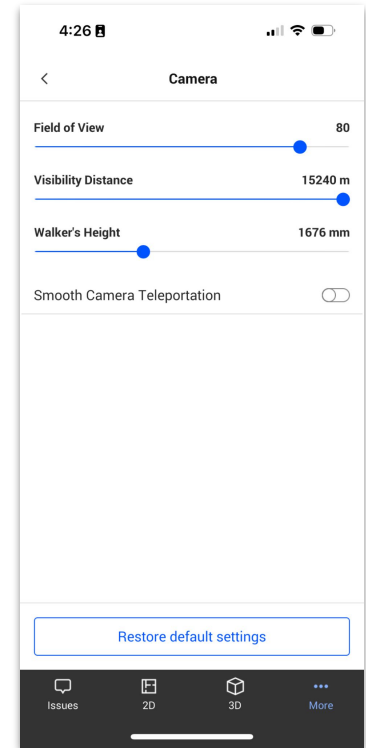 4:26
Camera
Field of View 80
Visibility Distance 15240 m
Walker's Height 1676 mm
Smooth Camera Teleportation
Restore default settings
Issues 2D 3D More